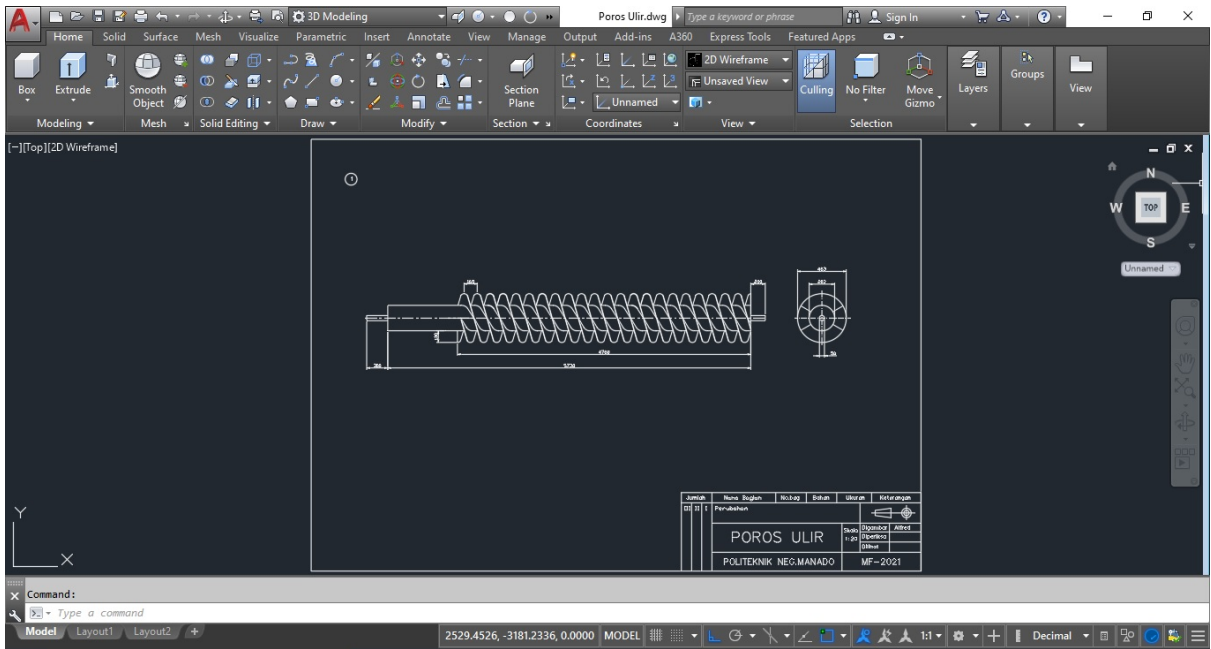 3D Modeling
Poros Ulir.dwg
Type a keyword or phrase
Sign In
Home Solid Surface Mesh Visualize Parametric Insert Annotate View Manage Output Add-ins A360 Express Tools Featured Apps
Box
Extrude
Smooth
Object
Section
Plane
2D Wireframe
Unsaved View
Unnamed
Culling
No Filter
Move
Gizmo
Layers
Groups
View
Modeling Mesh Solid Editing Draw Modify Section Coordinates View Selection
[−][Top][2D Wireframe]
N
W TOP E
S
Unnamed
1
4760
Jumlah Nama Bagian No.bag Bahan Ukuran Keterangan
III II I Perubahan
POROS ULIR
Skala
1:20
Digambar Alfred
Diperiksa
Dilihat
POLITEKNIK NEG.MANADO MF-2021
Y
X
Command:
Type a command
Model Layout1 Layout2 +
2529.4526, -3181.2336, 0.0000 MODEL 1:1 Decimal